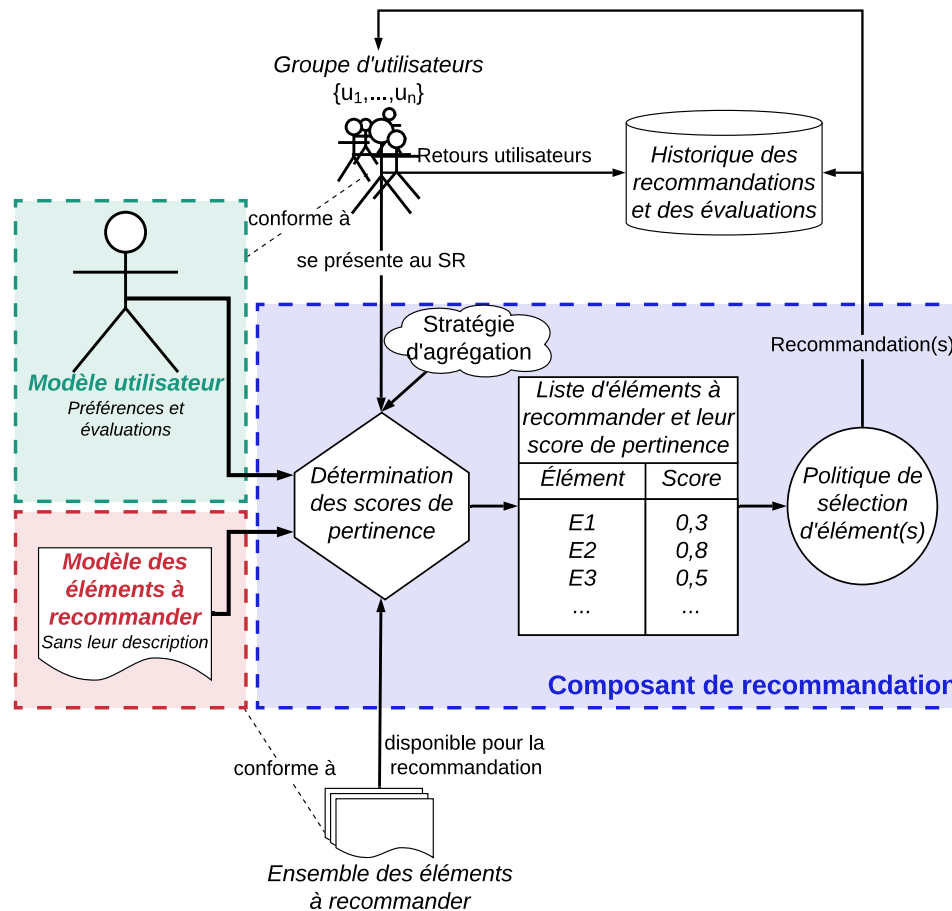 Groupe d'utilisateurs
{u1,...,un}
Retours utilisateurs
Historique des
recommandations
et des évaluations
conforme à
se présente au SR
Stratégie
d'agrégation
Recommandation(s)
Modèle utilisateur
Préférences et
évaluations
Liste d'éléments à
recommander et leur
score de pertinence
Élément Score
E1 0,3
E2 0,8
E3 0,5
... ...
Détermination
des scores de
pertinence
Politique de
sélection
d'élément(s)
Modèle des
éléments à
recommander
Sans leur description
Composant de recommandation
disponible pour la
recommandation
conforme à
Ensemble des éléments
à recommander